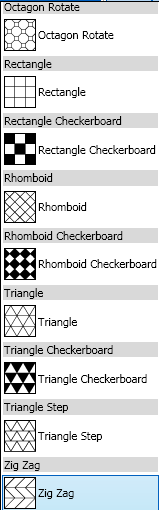 Octagon Rotate
Octagon Rotate
Rectangle
Rectangle
Rectangle Checkerboard
Rectangle Checkerboard
Rhomboid
Rhomboid
Rhomboid Checkerboard
Rhomboid Checkerboard
Triangle
Triangle
Triangle Checkerboard
Triangle Checkerboard
Triangle Step
Triangle Step
Zig Zag
Zig Zag